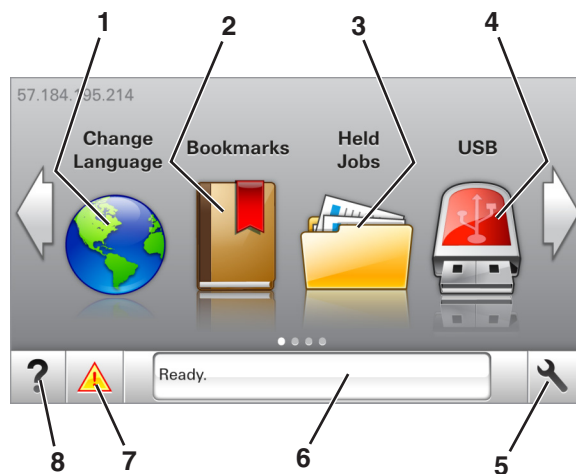 1 2 3 4
57.184.195.214
Change
Language
Bookmarks
Held
Jobs
USB
?
Ready.
8 7 6 5